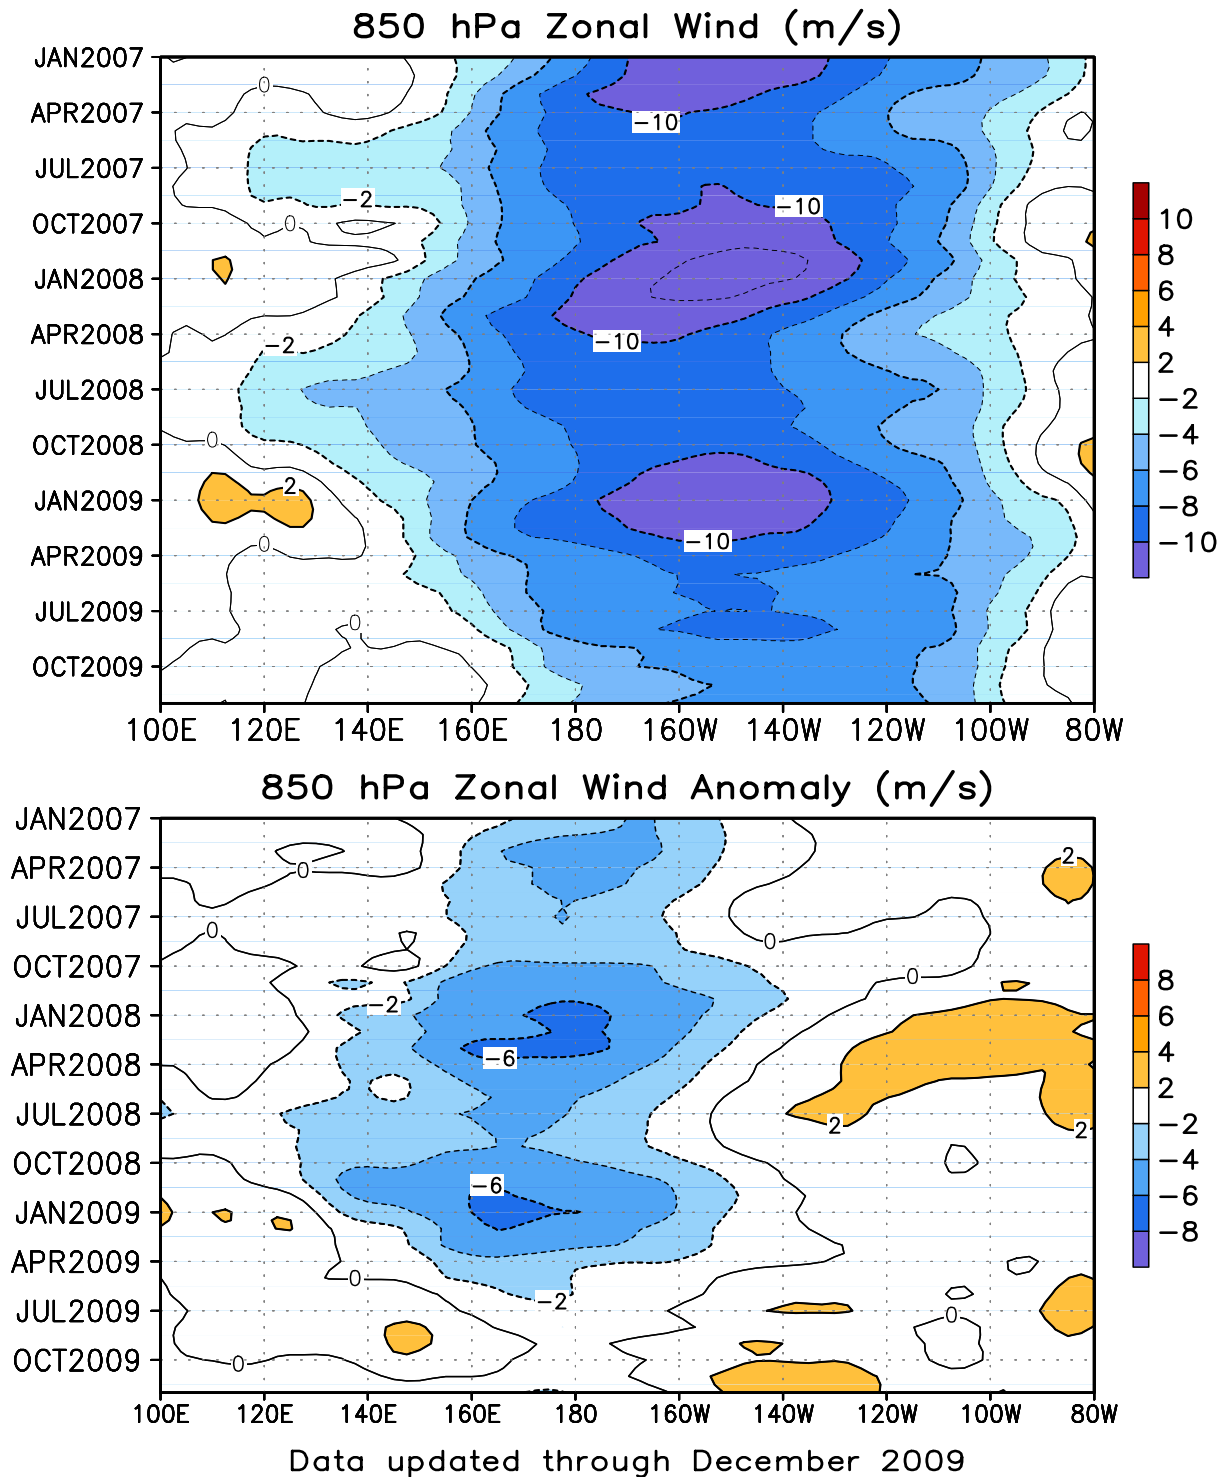 850 hPa Zonal Wind (m/s)
JAN2007
APR2007
JUL2007
OCT2007
JAN2008
APR2008
JUL2008
OCT2008
JAN2009
APR2009
JUL2009
OCT2009
0
-10
-2
-10
0
-10
-2
0
2
-10
0
0
100E 120E 140E 160E 180 160W 140W 120W 100W 80W
10
8
6
4
2
-2
-4
-6
-8
-10
850 hPa Zonal Wind Anomaly (m/s)
JAN2007
APR2007
JUL2007
OCT2007
JAN2008
APR2008
JUL2008
OCT2008
JAN2009
APR2009
JUL2009
OCT2009
2
0
0
0
0
-2
-6
2
2
-6
0
-2
0
0
100E 120E 140E 160E 180 160W 140W 120W 100W 80W
8
6
4
2
-2
-4
-6
-8
Data updated through December 2009